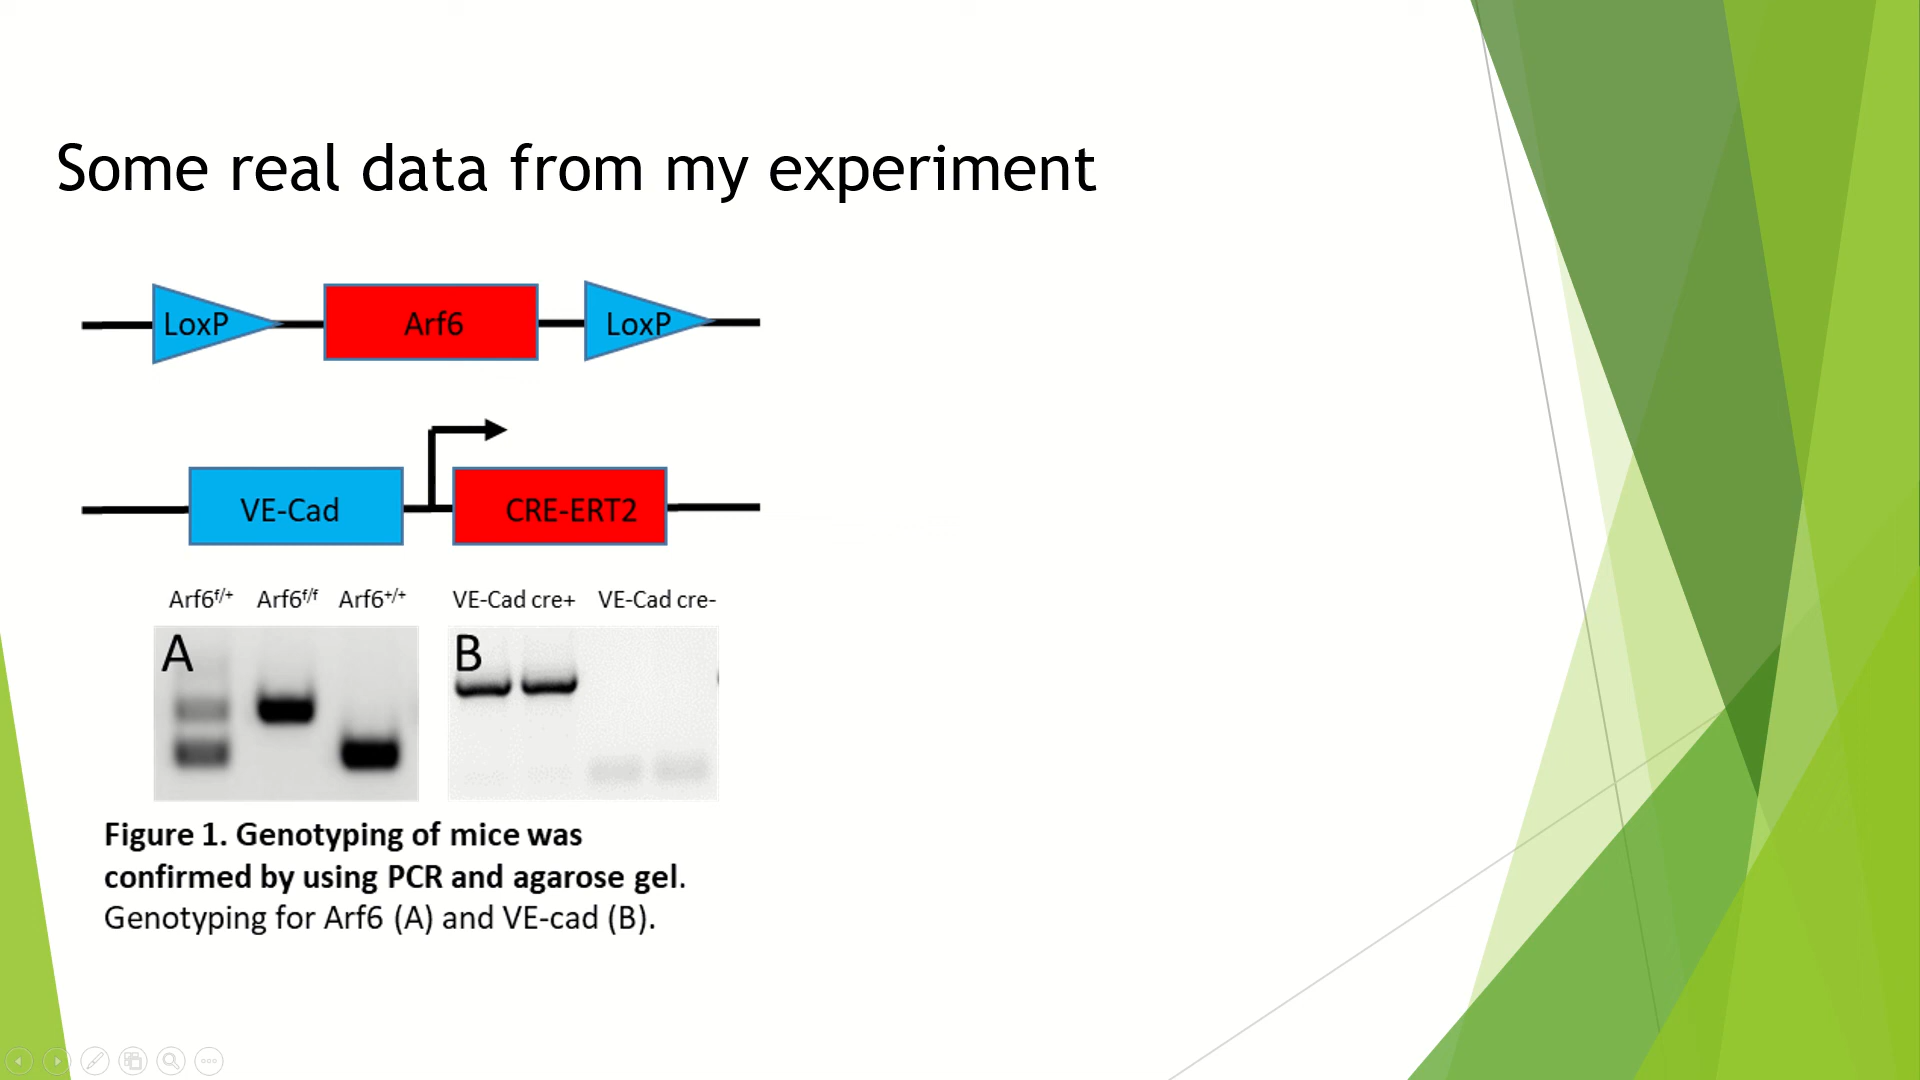 Some real data from my experiment
LoxP Arf6 LoxP
VE-Cad CRE-ERT2
Arf6f/+ Arf6f/f Arf6+/+ VE-Cad cre+ VE-Cad cre-
A B
Figure 1. Genotyping of mice was
confirmed by using PCR and agarose gel.
Genotyping for Arf6 (A) and VE-cad (B).